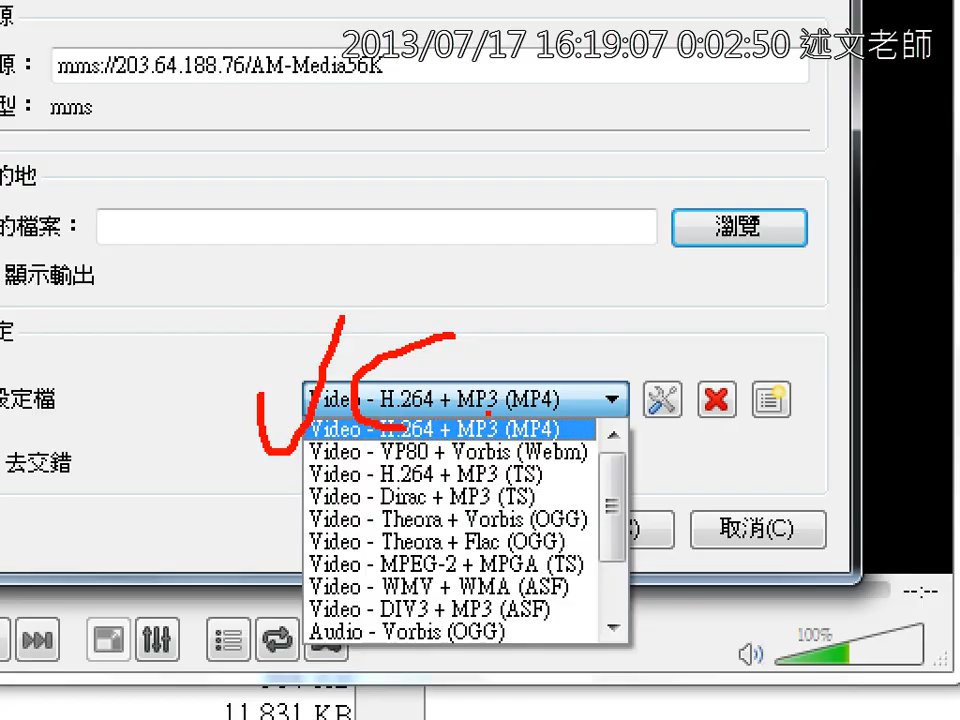 源
2013/07/17 16:19:07 0:02:50 述文老師
源： mms://203.64.188.76/AM-Media56K
型： mms
的地
的檔案： 瀏覽
顯示輸出
定
設定檔 Video - H.264 + MP3 (MP4)
Video - H.264 + MP3 (MP4)
Video - VP80 + Vorbis (Webm)
去交錯
Video - H.264 + MP3 (TS)
Video - Dirac + MP3 (TS)
Video - Theora + Vorbis (OGG)
取消(C)
Video - Theora + Flac (OGG)
Video - MPEG-2 + MPGA (TS)
Video - WMV + WMA (ASF)
--:--
Video - DIV3 + MP3 (ASF)
Audio - Vorbis (OGG)
100%
11,831 KB